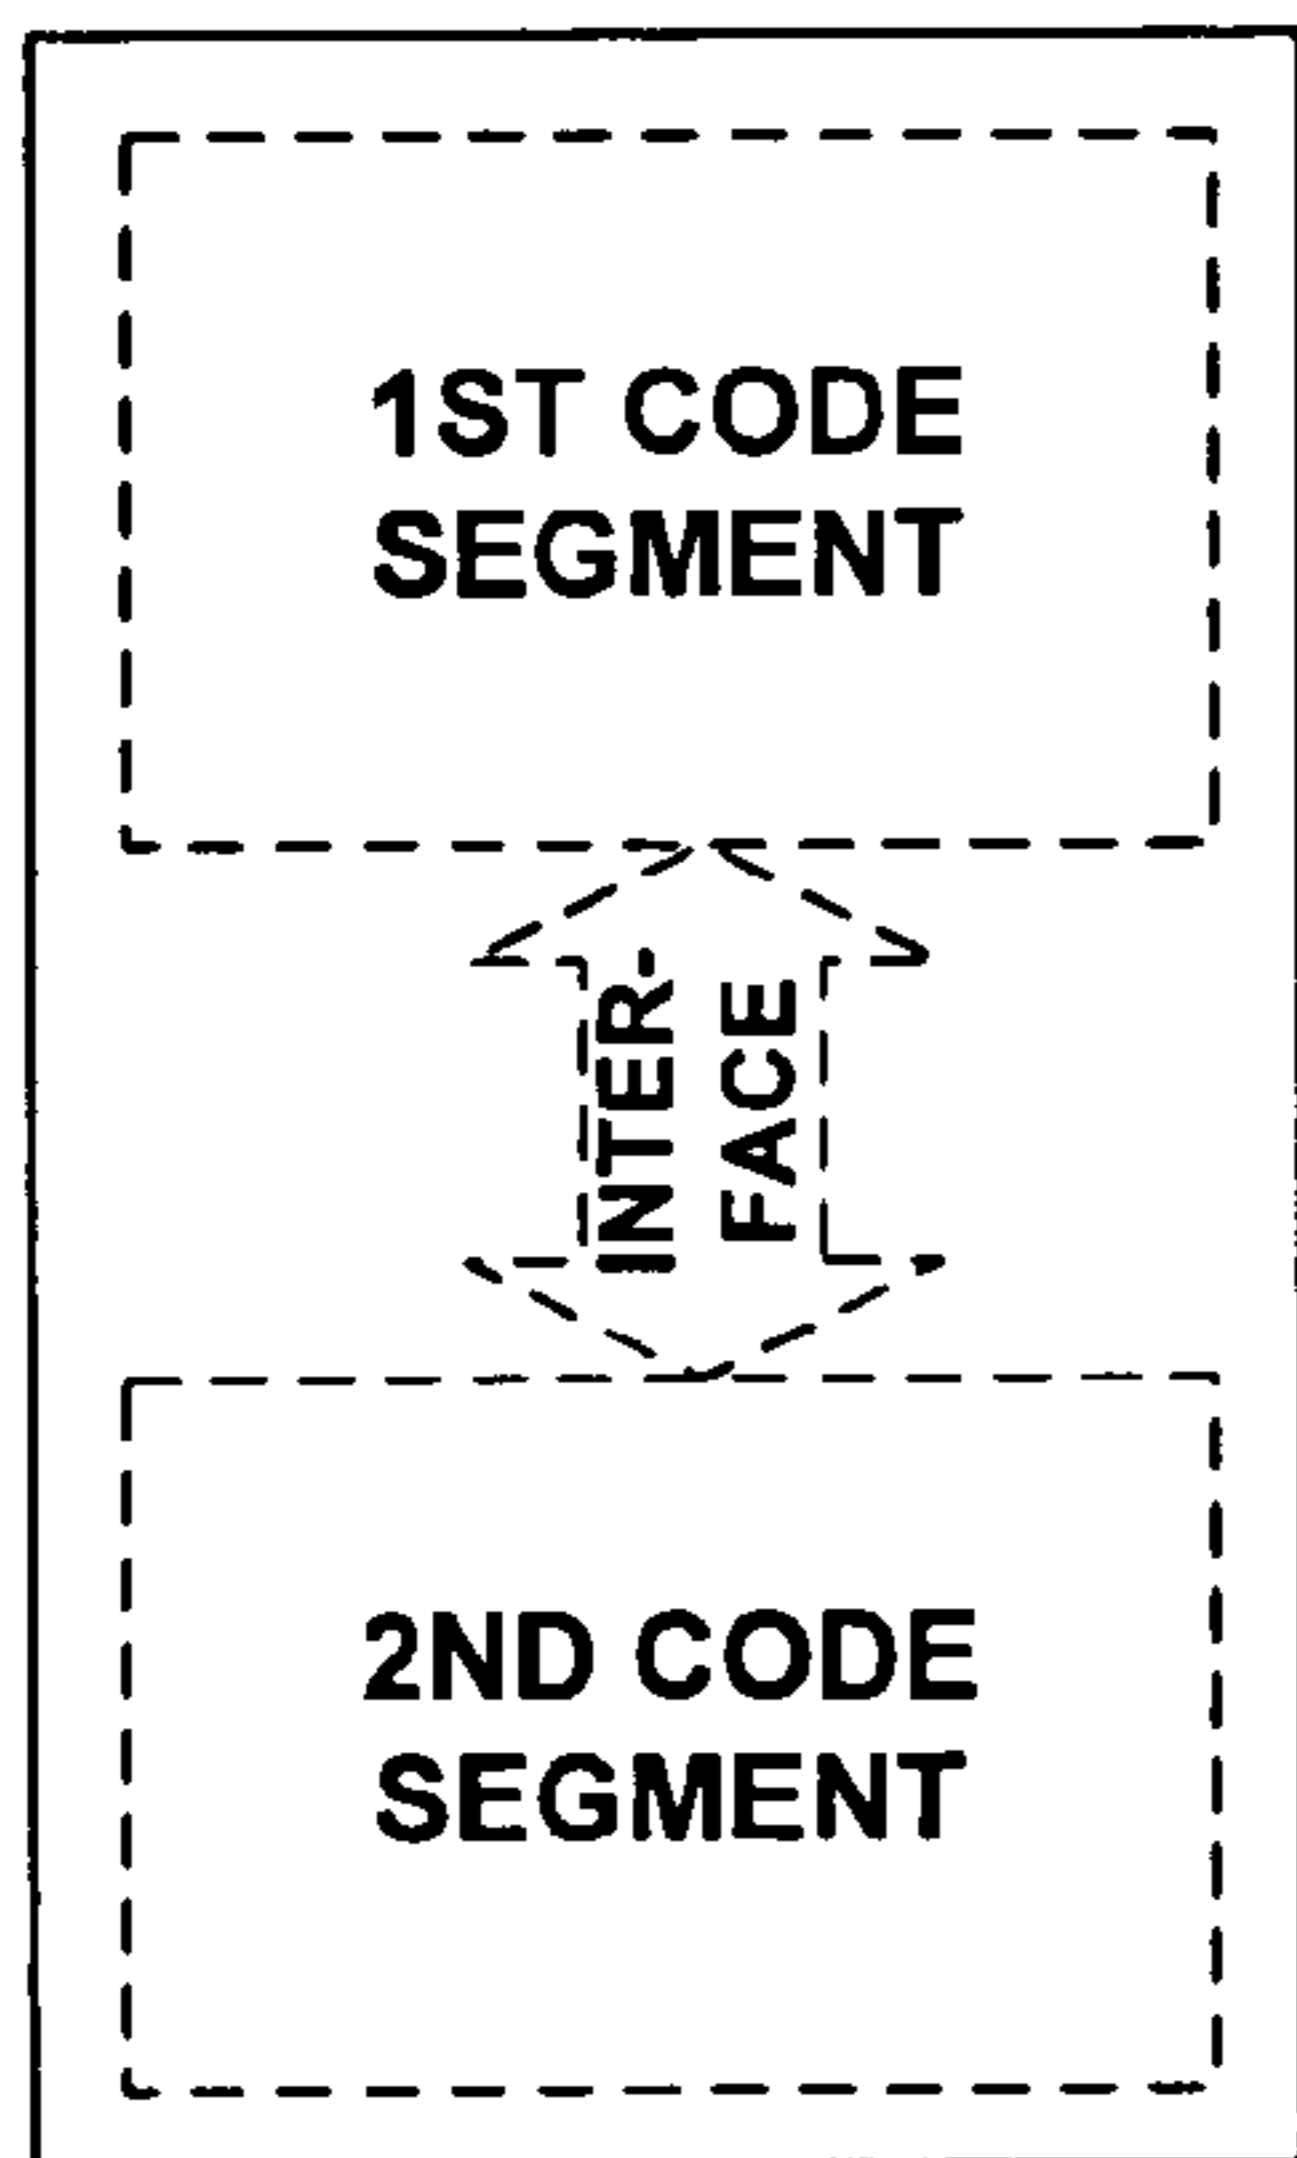 1ST CODE
SEGMENT
INTER-
FACE
2ND CODE
SEGMENT